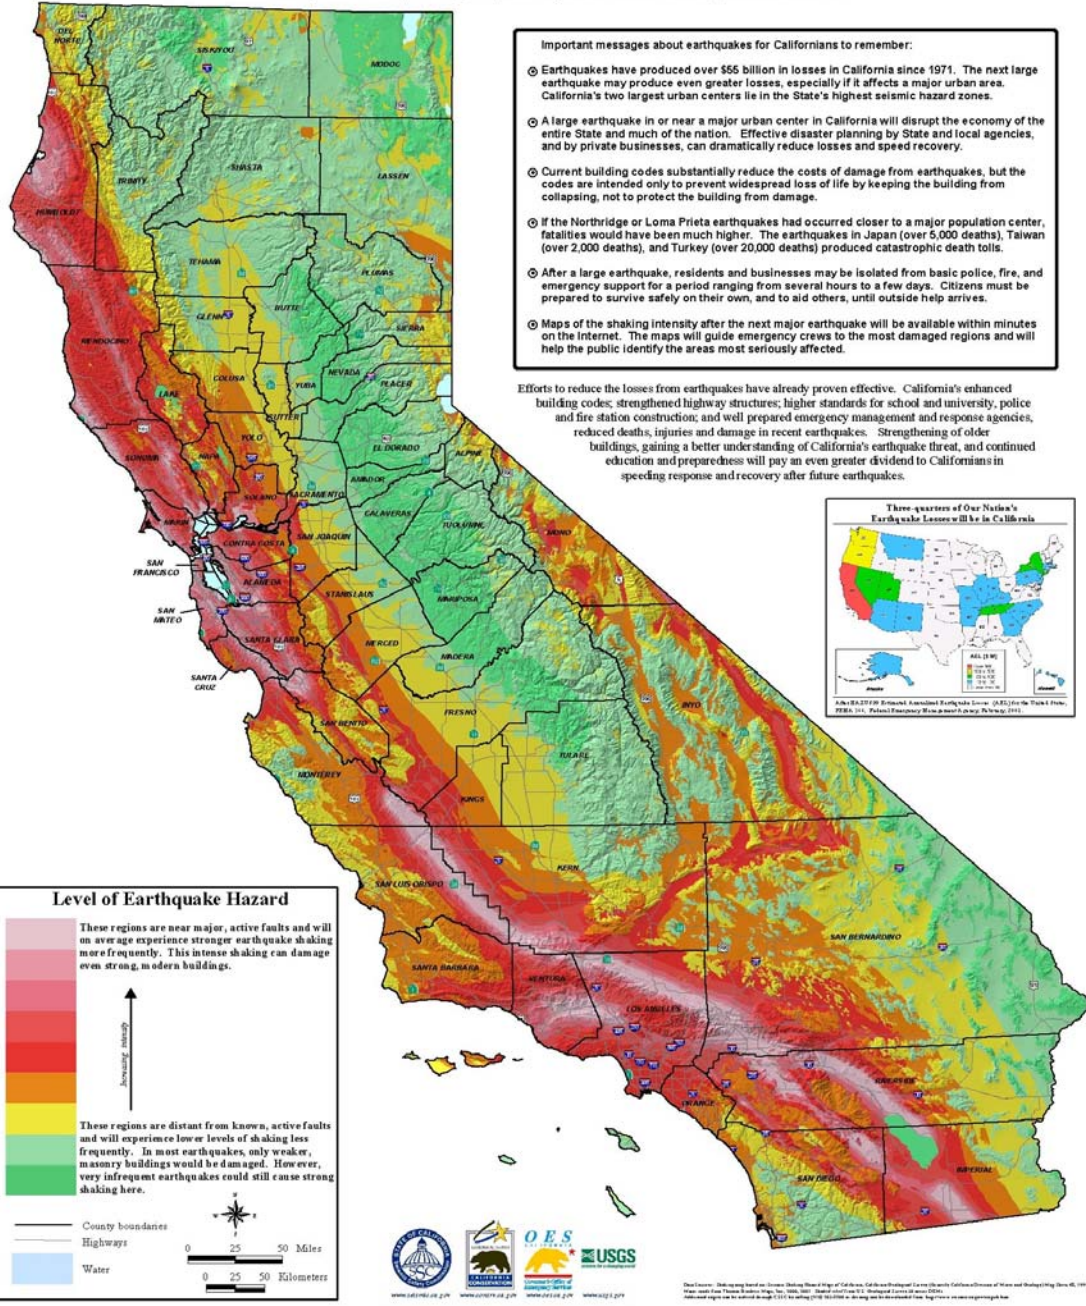 Important messages about earthquakes for Californians to remember:
Earthquakes have produced over $55 billion in losses in California since 1971. The next large
earthquake may produce even greater losses, especially if it affects a major urban area.
California's two largest urban centers lie in the State's highest seismic hazard zones.
A large earthquake in or near a major urban center in California will disrupt the economy of the
entire State and much of the nation. Effective disaster planning by State and local agencies,
and by private businesses, can dramatically reduce losses and speed recovery.
Current building codes substantially reduce the costs of damage from earthquakes, but the
codes are intended only to prevent widespread loss of life by keeping the building from
collapsing, not to protect the building from damage.
If the Northridge or Loma Prieta earthquakes had occurred closer to a major population center,
fatalities would have been much higher. The earthquakes in Japan (over 5,000 deaths), Taiwan
(over 2,000 deaths), and Turkey (over 20,000 deaths) produced catastrophic death tolls.
After a large earthquake, residents and businesses may be isolated from basic police, fire, and
emergency support for a period ranging from several hours to a few days. Citizens must be
prepared to survive safely on their own, and to aid others, until outside help arrives.
Maps of the shaking intensity after the next major earthquake will be available within minutes
on the Internet. The maps will guide emergency crews to the most damaged regions and will
help the public identify the areas most seriously affected.
Efforts to reduce the losses from earthquakes have already proven effective. California's enhanced
building codes; strengthened highway structures; higher standards for school and university, police
and fire station construction; and well prepared emergency management and response agencies,
reduced deaths, injuries and damage in recent earthquakes. Strengthening of older
buildings, gaining a better understanding of California's earthquake threat, and continued
education and preparedness will pay an even greater dividend to Californians in
speeding response and recovery after future earthquakes.
Three-quarters of Our Nation's
Earthquake Losses will be in California
AEL [$ M]
DEL
NORTE
SISKIYOU
MODOC
HUMBOLDT
TRINITY
SHASTA
LASSEN
TEHAMA
PLUMAS
MENDOCINO
GLENN
BUTTE
SIERRA
LAKE
COLUSA
YUBA
NEVADA
PLACER
SUTTER
SONOMA
NAPA
YOLO
EL DORADO
ALPINE
SOLANO
SACRAMENTO
AMADOR
MARIN
CALAVERAS
TUOLUMNE
MONO
CONTRA COSTA
SAN JOAQUIN
SAN
FRANCISCO
ALAMEDA
STANISLAUS
MARIPOSA
SAN
MATEO
SANTA CLARA
MERCED
MADERA
SANTA
CRUZ
SAN BENITO
FRESNO
INYO
MONTEREY
TULARE
KINGS
SAN LUIS OBISPO
KERN
SAN BERNARDINO
SANTA BARBARA
VENTURA
LOS ANGELES
ORANGE
RIVERSIDE
SAN DIEGO
IMPERIAL
Level of Earthquake Hazard
These regions are near major, active faults and will
on average experience stronger earthquake shaking
more frequently. This intense shaking can damage
even strong, modern buildings.
Increasing intensity
These regions are distant from known, active faults
and will experience lower levels of shaking less
frequently. In most earthquakes, only weaker,
masonry buildings would be damaged. However,
very infrequent earthquakes could still cause strong
shaking here.
County boundaries
Highways
Water
N
S
0 25 50 Miles
0 25 50 Kilometers
STATE OF CALIFORNIA
CALIFORNIA
CONSERVATION
OES
CALIFORNIA
USGS